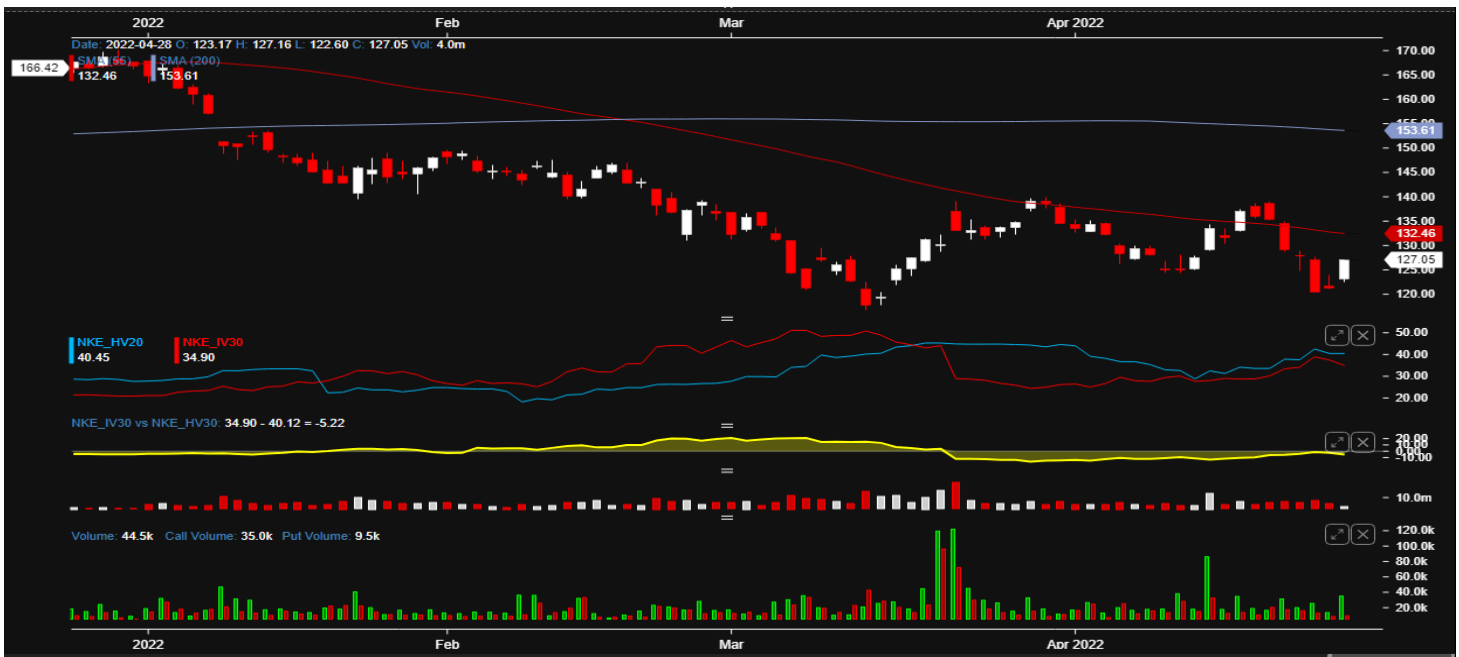 2022 Feb Mar Apr 2022
Date: 2022-04-28 O: 123.17 H: 127.16 L: 122.60 C: 127.05 Vol: 4.0m
SMA (200)
132.46 153.61
166.42
170.00
165.00
160.00
155.00
153.61
150.00
145.00
140.00
135.00
132.46
130.00
127.05
125.00
120.00
NKE_HV20 NKE_IV30
40.45 34.90
50.00
40.00
30.00
20.00
NKE_IV30 vs NKE_HV30: 34.90 - 40.12 = -5.22
20.00
10.00
0.00
-10.00
10.0m
Volume: 44.5k Call Volume: 35.0k Put Volume: 9.5k
120.0k
100.0k
80.0k
60.0k
40.0k
20.0k
2022 Feb Mar Apr 2022